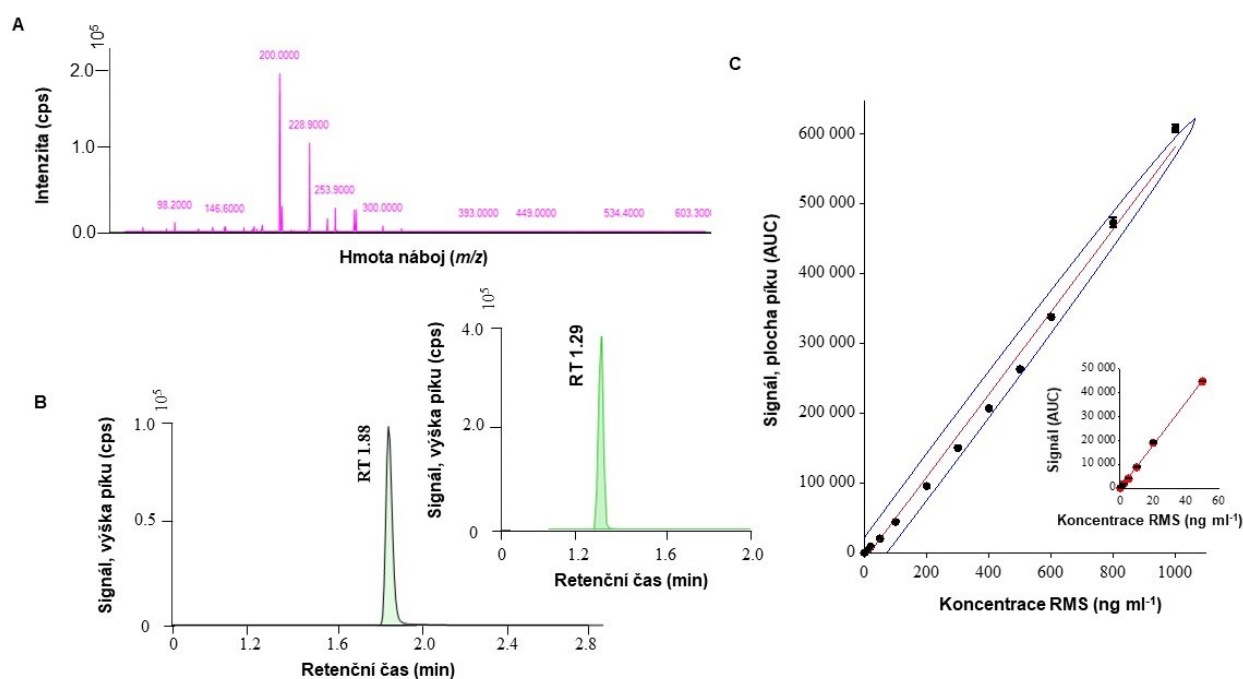 A
10⁵
Intenzita (cps)
2.0
1.0
0.0
200.0000
228.9000
253.9000
98.2000
146.6000
300.0000
393.0000
449.0000
534.4000
603.300
Hmota náboj (m/z)
B
10⁵
Signál, výška píku (cps)
1.0
0.5
0
RT 1.88
0 1.2 1.6 2.0 2.4 2.8
Retenční čas (min)
10⁵
Signál, výška píku (cps)
4.0
2.0
0
RT 1.29
0 1.2 2.0
Retenční čas (min)
C
Signál, plocha píku (AUC)
600 000
500 000
400 000
300 000
200 000
100 000
0
0 200 400 600 800 1000
Koncentrace RMS (ng ml⁻¹)
Signál (AUC)
50 000
40 000
30 000
20 000
10 000
0
0 20 40 60
Koncentrace RMS (ng ml⁻¹)